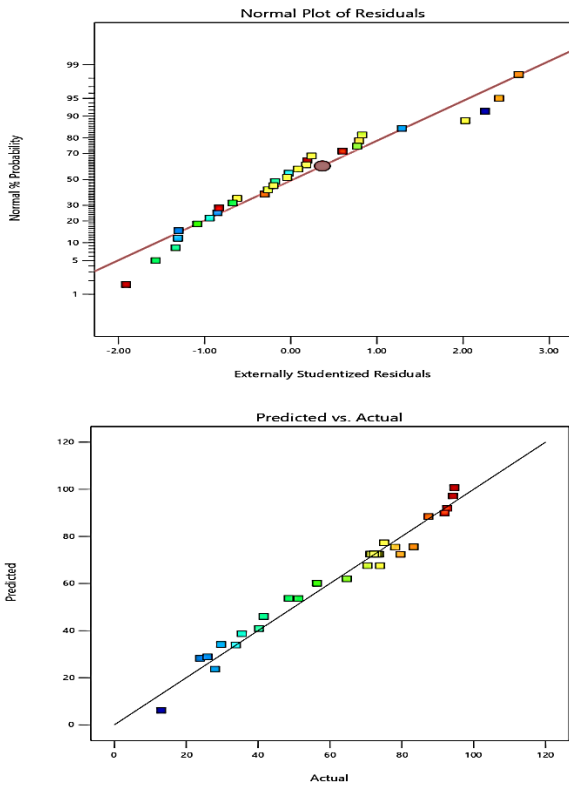 Normal Plot of Residuals
Normal % Probability
99
95
90
80
70
50
30
20
10
5
1
-2.00 -1.00 0.00 1.00 2.00 3.00
Externally Studentized Residuals
Predicted vs. Actual
Predicted
120
100
80
60
40
20
0
0 20 40 60 80 100 120
Actual